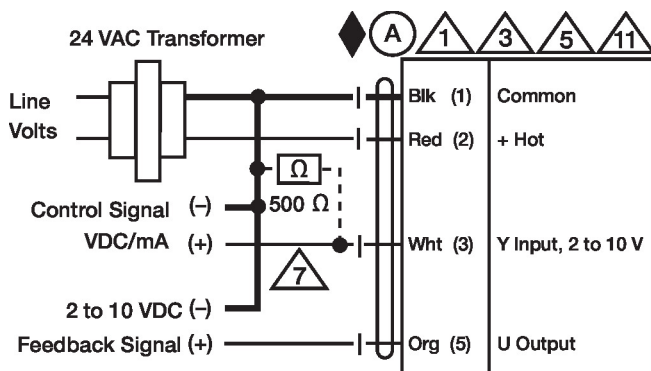 24 VAC Transformer
A 1 3 5 11
Line
Volts
Blk (1) Common
Red (2) + Hot
Ω
500 Ω
Control Signal (-)
VDC/mA (+)
Wht (3) Y Input, 2 to 10 V
7
2 to 10 VDC (-)
Feedback Signal (+)
Org (5) U Output